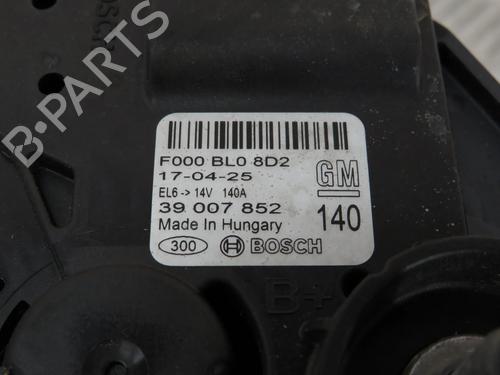 B-PARTS
BOSCH
F000 BL0 8D2
17-04-25
EL6 -> 14V 140A
GM
39 007 852
140
Made In Hungary
300 BOSCH
B+